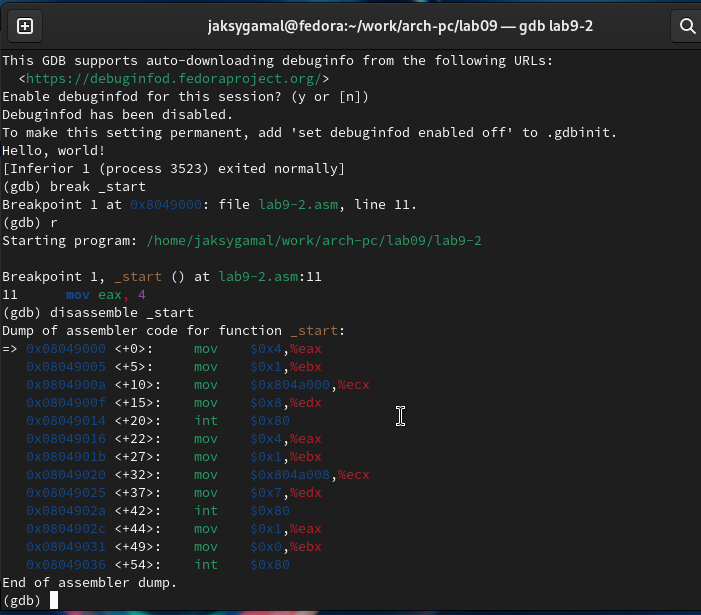 jaksygamal@fedora:~/work/arch-pc/lab09 — gdb lab9-2
This GDB supports auto-downloading debuginfo from the following URLs:
  <https://debuginfod.fedoraproject.org/>
Enable debuginfod for this session? (y or [n])
Debuginfod has been disabled.
To make this setting permanent, add 'set debuginfod enabled off' to .gdbinit.
Hello, world!
[Inferior 1 (process 3523) exited normally]
(gdb) break _start
Breakpoint 1 at 0x8049000: file lab9-2.asm, line 11.
(gdb) r
Starting program: /home/jaksygamal/work/arch-pc/lab09/lab9-2
Breakpoint 1, _start () at lab9-2.asm:11
11      mov eax, 4
(gdb) disassemble _start
Dump of assembler code for function _start:
=> 0x08049000 <+0>:     mov    $0x4,%eax
   0x08049005 <+5>:     mov    $0x1,%ebx
   0x0804900a <+10>:    mov    $0x804a000,%ecx
   0x0804900f <+15>:    mov    $0x8,%edx
   0x08049014 <+20>:    int    $0x80
   0x08049016 <+22>:    mov    $0x4,%eax
   0x0804901b <+27>:    mov    $0x1,%ebx
   0x08049020 <+32>:    mov    $0x804a008,%ecx
   0x08049025 <+37>:    mov    $0x7,%edx
   0x0804902a <+42>:    int    $0x80
   0x0804902c <+44>:    mov    $0x1,%eax
   0x08049031 <+49>:    mov    $0x0,%ebx
   0x08049036 <+54>:    int    $0x80
End of assembler dump.
(gdb)